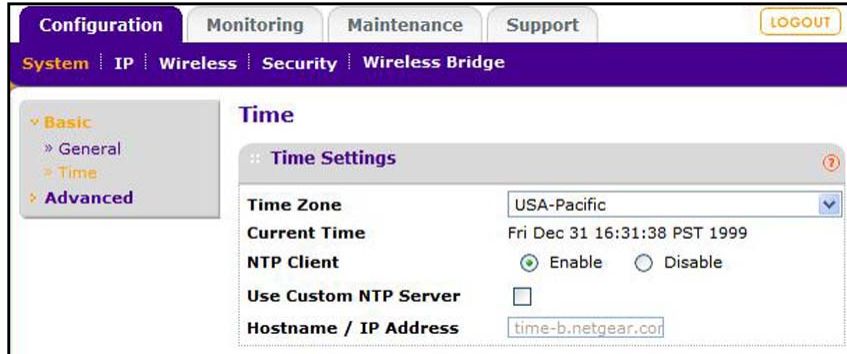 Configuration Monitoring Maintenance Support LOGOUT
System IP Wireless Security Wireless Bridge
Basic
» General
» Time
Advanced
Time
Time Settings
Time Zone USA-Pacific
Current Time Fri Dec 31 16:31:38 PST 1999
NTP Client Enable Disable
Use Custom NTP Server
Hostname / IP Address time-b.netgear.cor